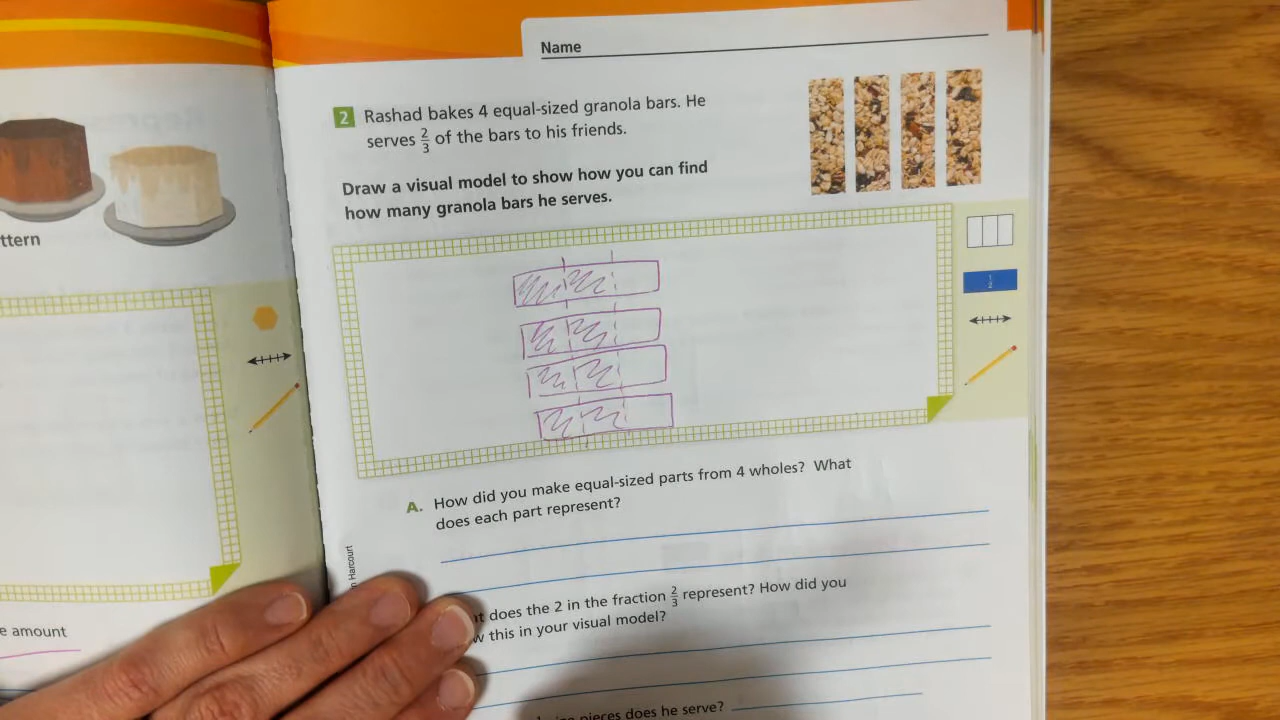 Name
2 Rashad bakes 4 equal-sized granola bars. He
serves 2/3 of the bars to his friends.
Draw a visual model to show how you can find
how many granola bars he serves.
ttern
1/2
A. How did you make equal-sized parts from 4 wholes? What
does each part represent?
n Harcourt
t does the 2 in the fraction 2/3 represent? How did you
w this in your visual model?
e amount
pieces does he serve?